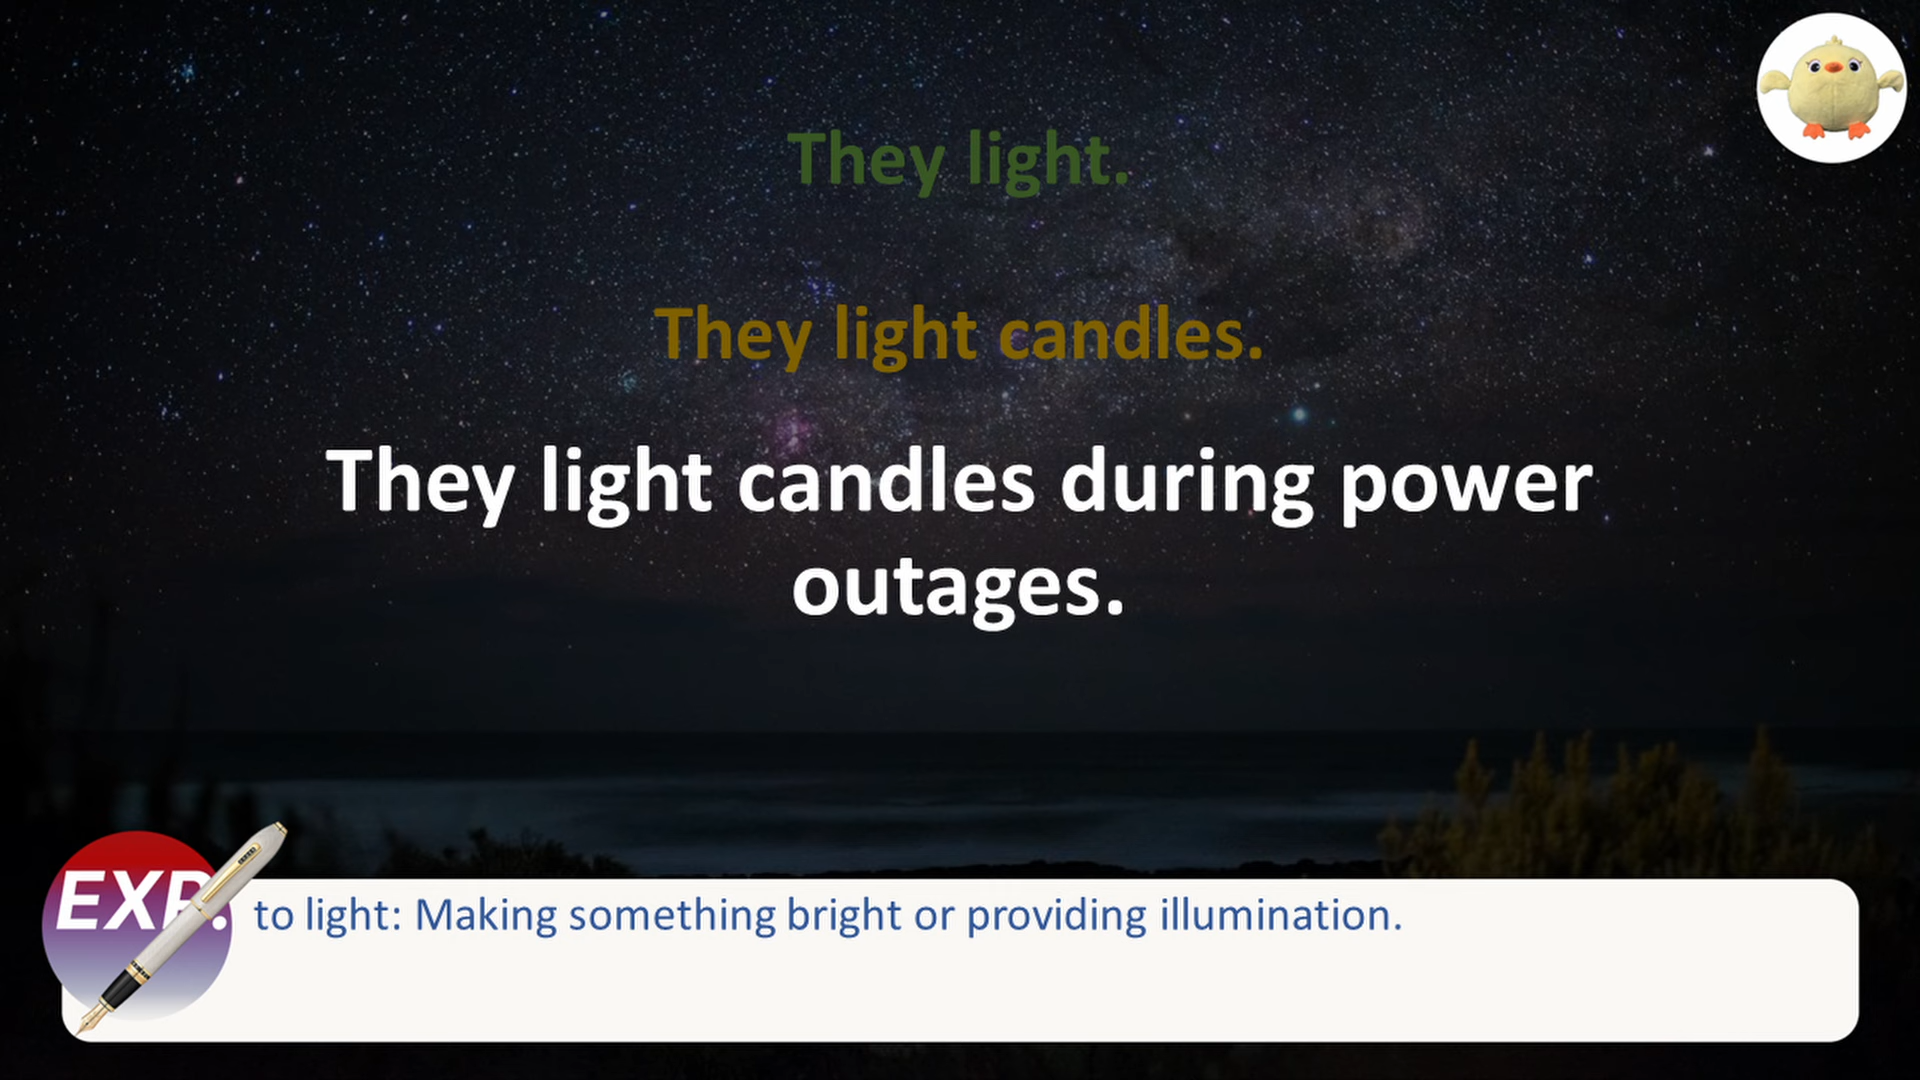 They light.
They light candles.
They light candles during power
outages.
EXP.
to light: Making something bright or providing illumination.